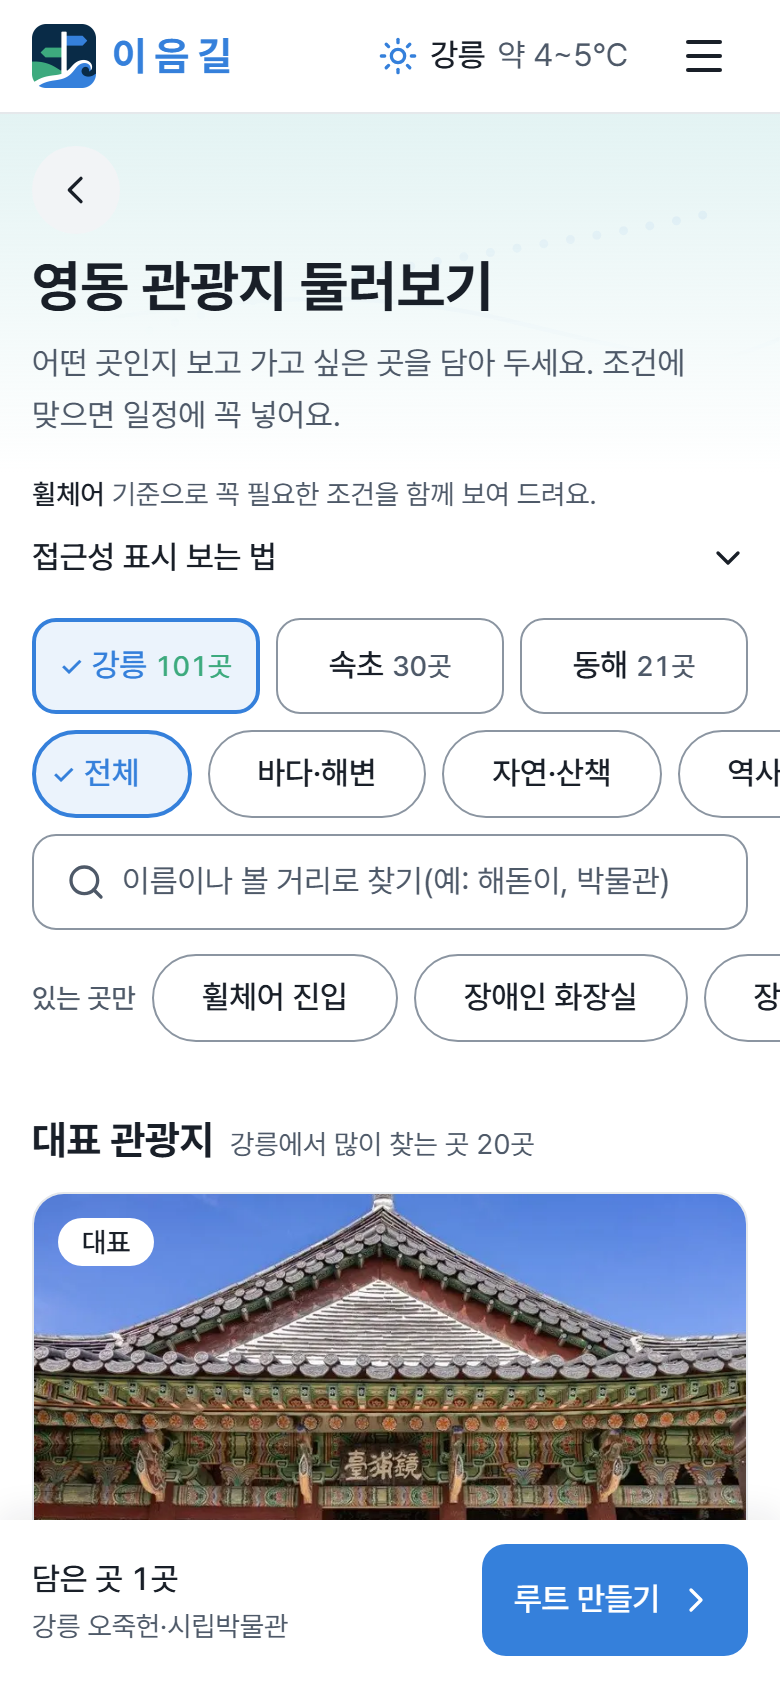 이음길
강릉 약 4~5°C
영동 관광지 둘러보기
어떤 곳인지 보고 가고 싶은 곳을 담아 두세요. 조건에
맞으면 일정에 꼭 넣어요.
휠체어 기준으로 꼭 필요한 조건을 함께 보여 드려요.
접근성 표시 보는 법
강릉 101곳 속초 30곳 동해 21곳
전체 바다·해변 자연·산책 역사
이름이나 볼 거리로 찾기(예: 해돋이, 박물관)
있는 곳만 휠체어 진입 장애인 화장실 장
대표 관광지 강릉에서 많이 찾는 곳 20곳
대표
臺浦鏡
담은 곳 1곳
강릉 오죽헌·시립박물관
루트 만들기